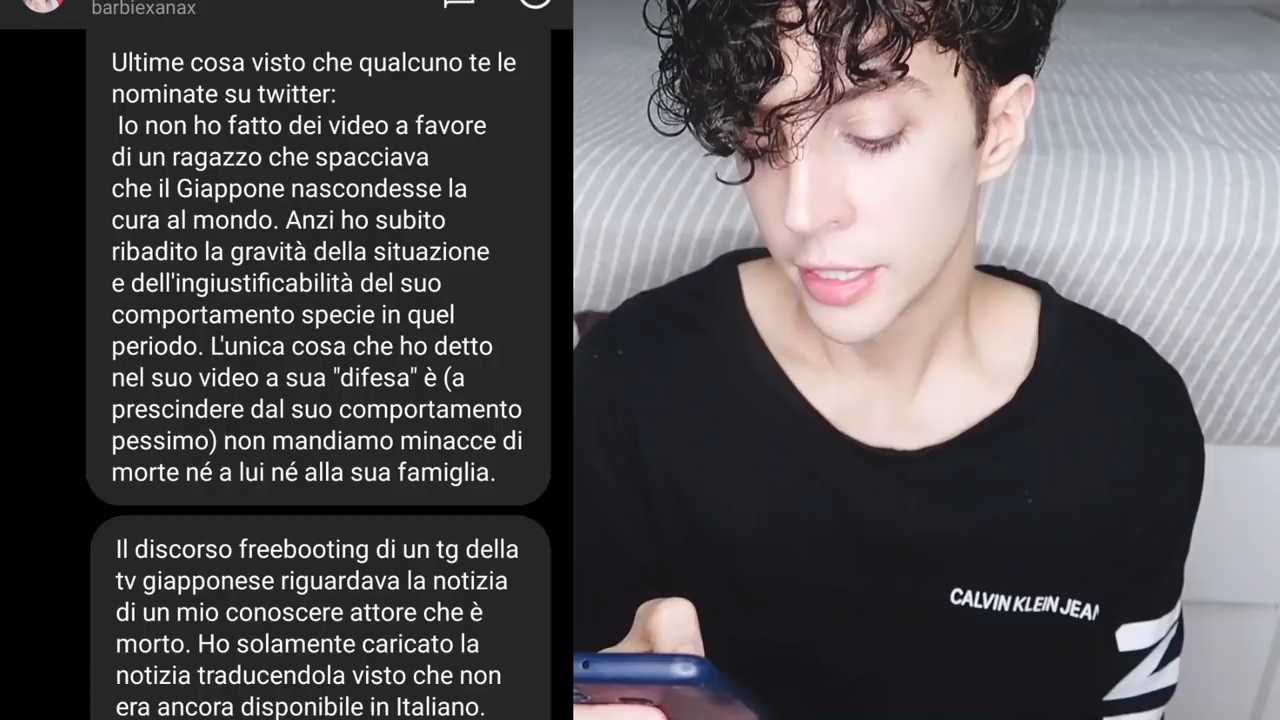 barbiexanax
Ultime cosa visto che qualcuno te le
nominate su twitter:
Io non ho fatto dei video a favore
di un ragazzo che spacciava
che il Giappone nascondesse la
cura al mondo. Anzi ho subito
ribadito la gravità della situazione
e dell'ingiustificabilità del suo
comportamento specie in quel
periodo. L'unica cosa che ho detto
nel suo video a sua "difesa" è (a
prescindere dal suo comportamento
pessimo) non mandiamo minacce di
morte né a lui né alla sua famiglia.
Il discorso freebooting di un tg della
tv giapponese riguardava la notizia
di un mio conoscere attore che è
morto. Ho solamente caricato la
notizia traducendola visto che non
era ancora disponibile in Italiano.
CALVIN KLEIN JEAN